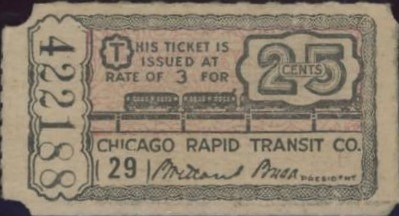 422188
THIS TICKET IS
ISSUED AT
RATE OF 3 FOR
25
CENTS
CHICAGO RAPID TRANSIT CO.
29
PRESIDENT